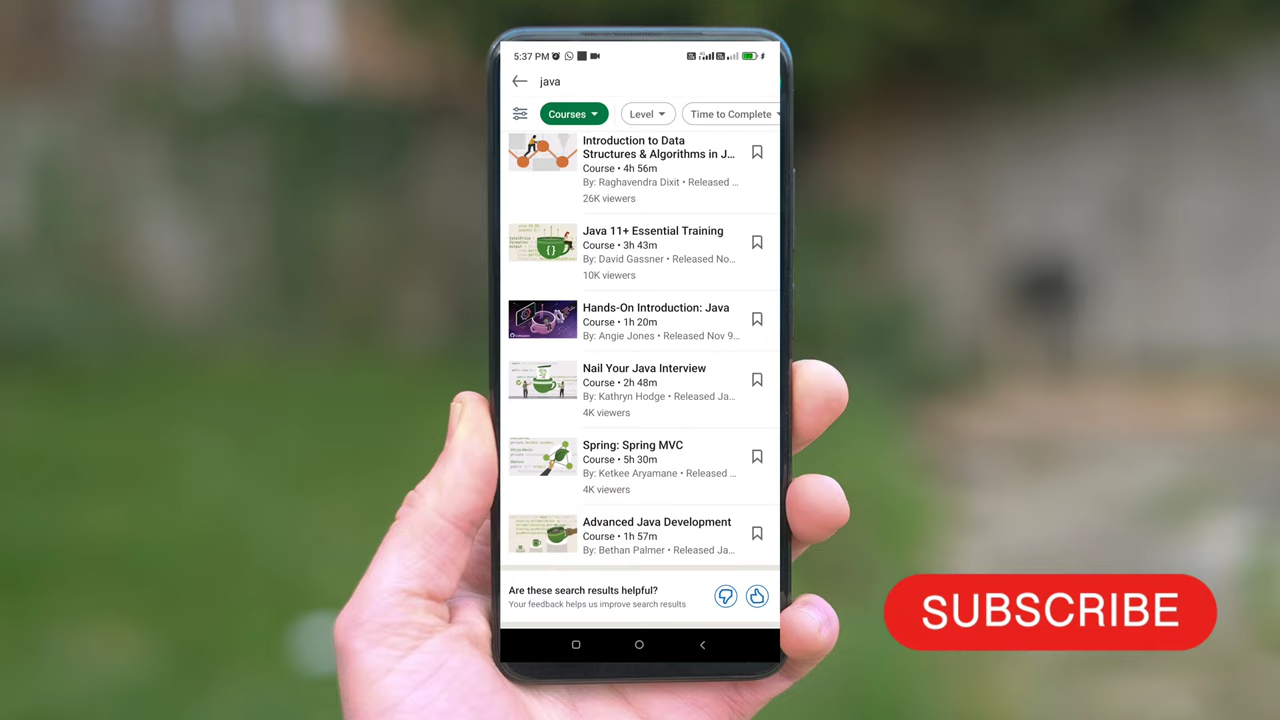 5:37 PM
java
Courses
Level
Time to Complete
Introduction to Data
Structures & Algorithms in J...
Course • 4h 56m
By: Raghavendra Dixit • Released ...
26K viewers
Java 11+ Essential Training
Course • 3h 43m
By: David Gassner • Released No...
10K viewers
Hands-On Introduction: Java
Course • 1h 20m
By: Angie Jones • Released Nov 9...
Nail Your Java Interview
Course • 2h 48m
By: Kathryn Hodge • Released Ja...
4K viewers
Spring: Spring MVC
Course • 5h 30m
By: Ketkee Aryamane • Released ...
4K viewers
Advanced Java Development
Course • 1h 57m
By: Bethan Palmer • Released Ja...
Are these search results helpful?
Your feedback helps us improve search results
SUBSCRIBE